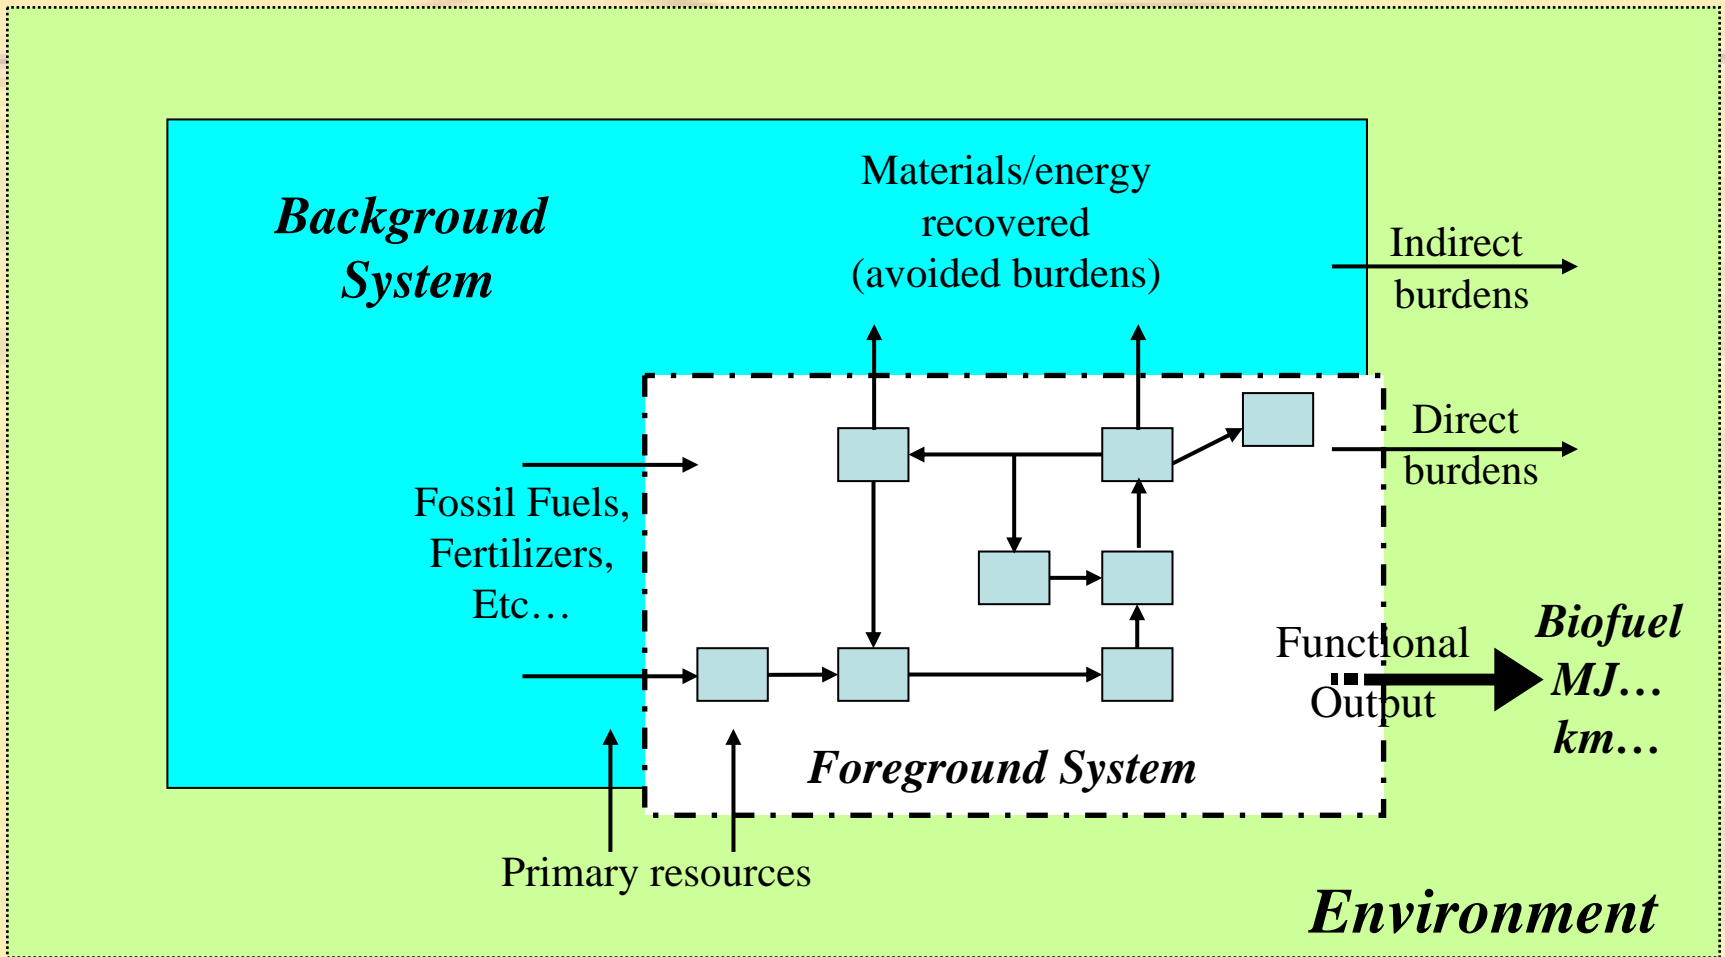 Background
System
Materials/energy
recovered
(avoided burdens)
Indirect
burdens
Direct
burdens
Fossil Fuels,
Fertilizers,
Etc…
Functional
Output
Biofuel
MJ…
km…
Foreground System
Primary resources
Environment